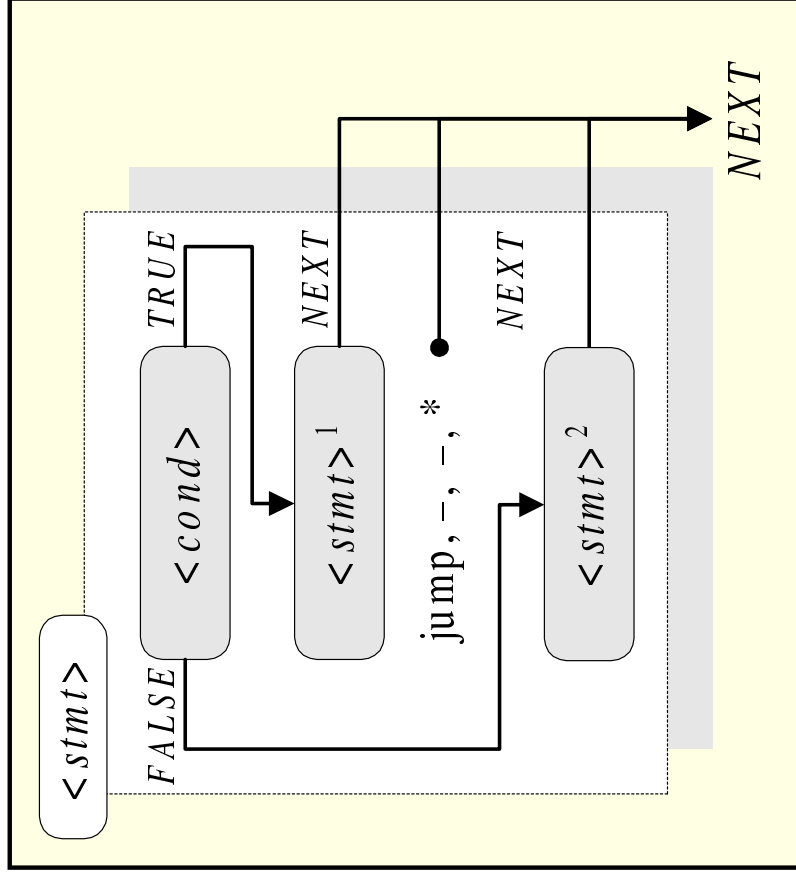 <stmt>
FALSE
<cond>
TRUE
<stmt>1
NEXT
jump, –, –, *
NEXT
<stmt>2
NEXT